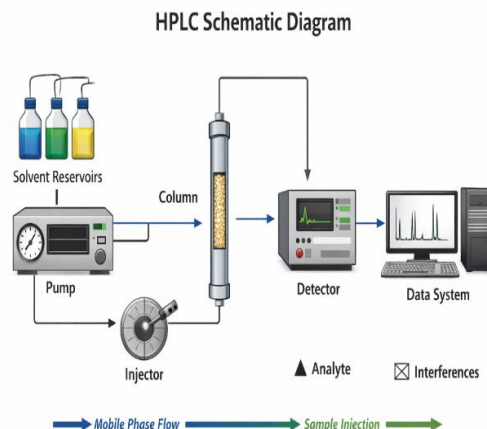 HPLC Schematic Diagram
Solvent Reservoirs
Column
Pump
Injector
Detector
Data System
Analyte
Interferences
Mobile Phase Flow
Sample Injection